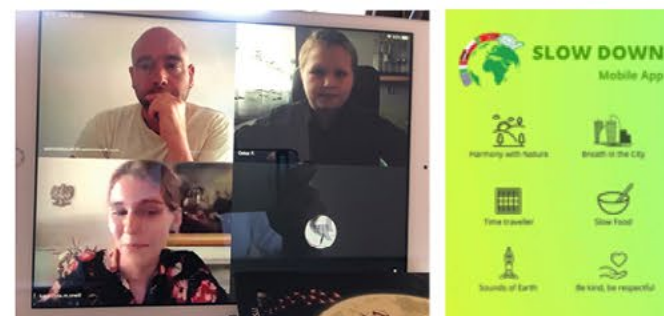 SLOW DOWN
Mobile App
Harmony with Nature
Breath in the City
Time traveller
Slow Food
Sounds of Earth
Be kind, be respectful